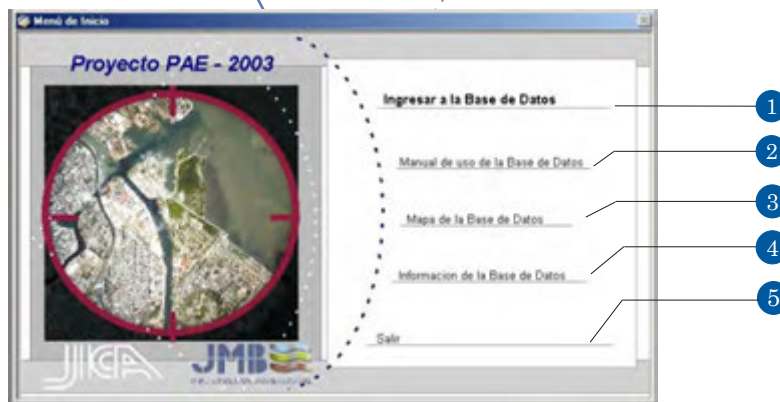 Menú de Inicio
Proyecto PAE - 2003
Ingresar a la Base de Datos
1
Manual de uso de la Base de Datos
2
Mapa de la Base de Datos
3
Informacion de la Base de Datos
4
Salir
5
JICA
JMB